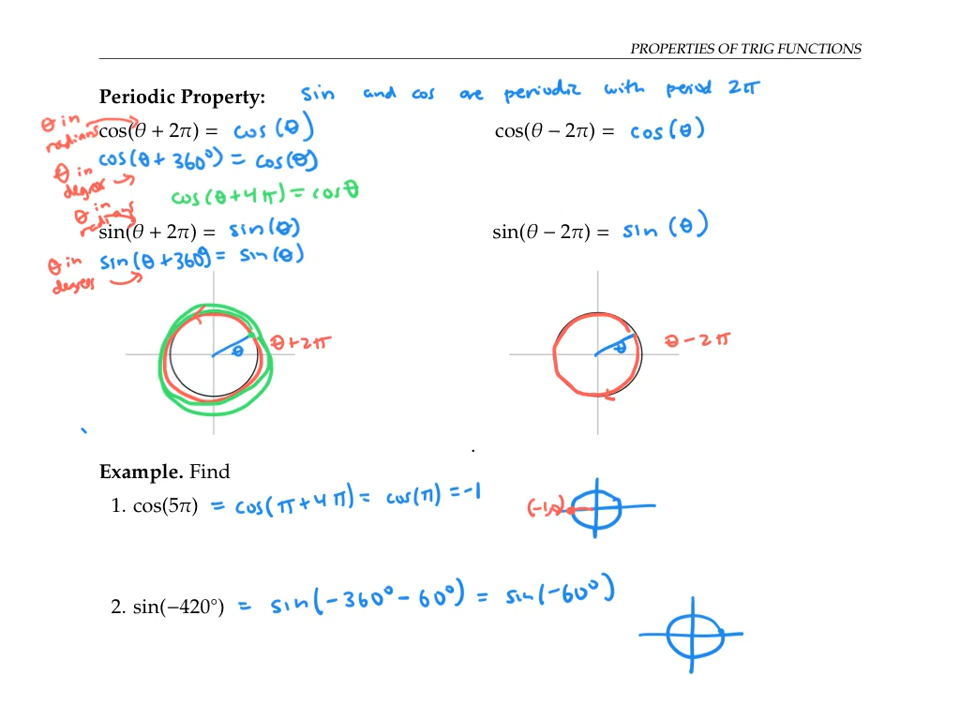 PROPERTIES OF TRIG FUNCTIONS
Periodic Property: sin and cos are periodic with period 2π
θ in radians cos(θ + 2π) = cos(θ)
cos(θ − 2π) = cos(θ)
θ in degrees cos(θ + 360°) = cos(θ)
cos(θ+4π)=cosθ
θ in radians sin(θ + 2π) = sin(θ)
sin(θ − 2π) = sin(θ)
θ in degrees sin(θ+360°) = sin(θ)
θ θ+2π
θ θ−2π
Example. Find
1. cos(5π) = cos(π+4π) = cos(π) = -1
2. sin(−420°) = sin(-360°-60°) = sin(-60°)